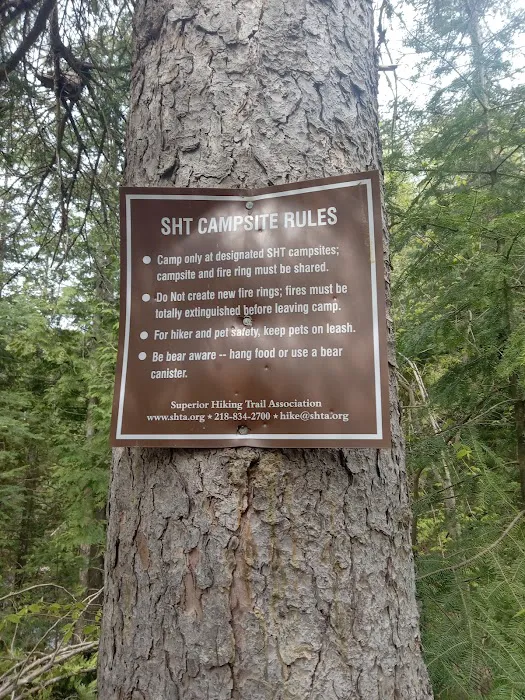 SHT CAMPSITE RULES
● Camp only at designated SHT campsites;
campsite and fire ring must be shared.
● Do Not create new fire rings; fires must be
totally extinguished before leaving camp.
● For hiker and pet safety, keep pets on leash.
● Be bear aware -- hang food or use a bear
canister.
Superior Hiking Trail Association
www.shta.org ★ 218-834-2700 ★ hike@shta.org